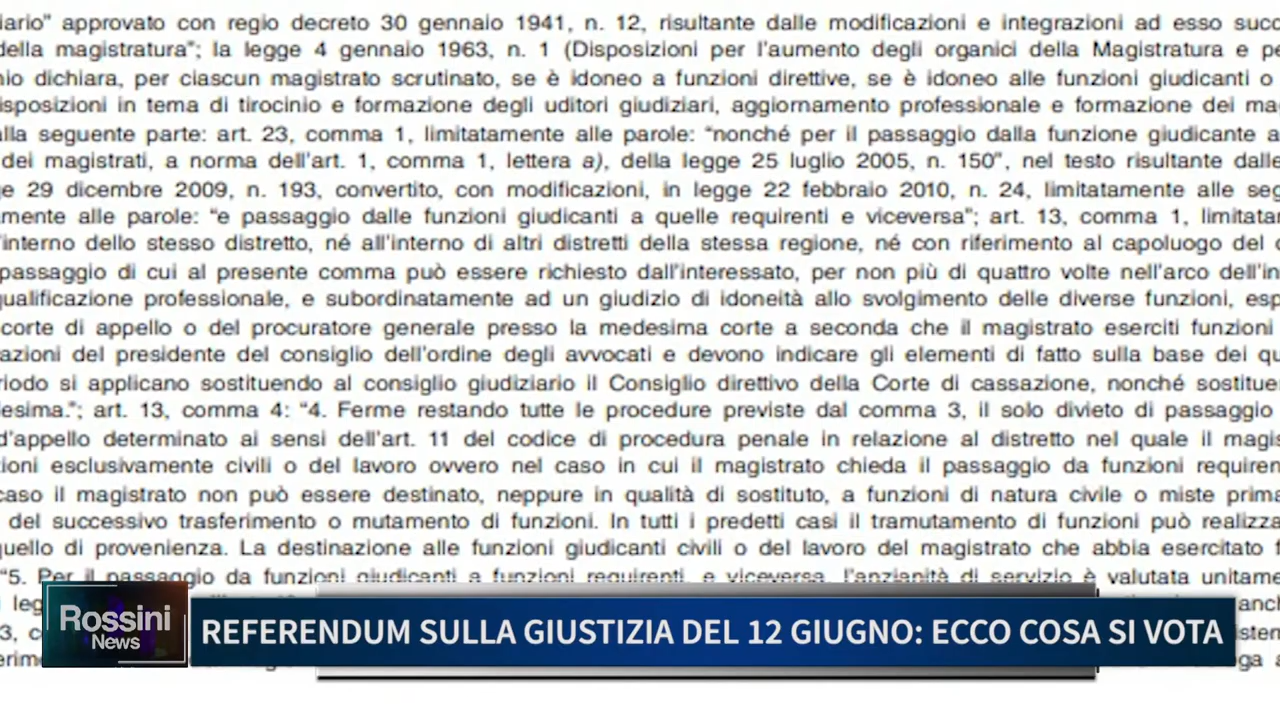 diario” approvato con regio decreto 30 gennaio 1941, n. 12, risultante dalle modificazioni e integrazioni ad esso succ
della magistratura”; la legge 4 gennaio 1963, n. 1 (Disposizioni per l'aumento degli organici della Magistratura e pe
nio dichiara, per ciascun magistrato scrutinato, se è idoneo a funzioni direttive, se è idoneo alle funzioni giudicanti o
isposizioni in tema di tirocinio e formazione degli uditori giudiziari, aggiornamento professionale e formazione dei ma
alla seguente parte: art. 23, comma 1, limitatamente alle parole: “nonché per il passaggio dalla funzione giudicante a
dei magistrati, a norma dell'art. 1, comma 1, lettera a), della legge 25 luglio 2005, n. 150”, nel testo risultante dalle
ge 29 dicembre 2009, n. 193, convertito, con modificazioni, in legge 22 febbraio 2010, n. 24, limitatamente alle seg
amente alle parole: “e passaggio dalle funzioni giudicanti a quelle requirenti e viceversa”; art. 13, comma 1, limitata
'interno dello stesso distretto, né all'interno di altri distretti della stessa regione, né con riferimento al capoluogo del
passaggio di cui al presente comma può essere richiesto dall'interessato, per non più di quattro volte nell'arco dell'in
qualificazione professionale, e subordinatamente ad un giudizio di idoneità allo svolgimento delle diverse funzioni, esp
corte di appello o del procuratore generale presso la medesima corte a seconda che il magistrato eserciti funzioni
azioni del presidente del consiglio dell'ordine degli avvocati e devono indicare gli elementi di fatto sulla base dei qu
riodo si applicano sostituendo al consiglio giudiziario il Consiglio direttivo della Corte di cassazione, nonché sostitue
desima.”; art. 13, comma 4: “4. Ferme restando tutte le procedure previste dal comma 3, il solo divieto di passaggio
d'appello determinato ai sensi dell'art. 11 del codice di procedura penale in relazione al distretto nel quale il magis
zioni esclusivamente civili o del lavoro ovvero nel caso in cui il magistrato chieda il passaggio da funzioni requiren
caso il magistrato non può essere destinato, neppure in qualità di sostituto, a funzioni di natura civile o miste prima
del successivo trasferimento o mutamento di funzioni. In tutti i predetti casi il tramutamento di funzioni può realizza
quello di provenienza. La destinazione alle funzioni giudicanti civili o del lavoro del magistrato che abbia esercitato f
“5. Per il passaggio da funzioni giudicanti a funzioni requirenti, e viceversa, l'anzianità di servizio è valutata unitame
Rossini
News
REFERENDUM SULLA GIUSTIZIA DEL 12 GIUGNO: ECCO COSA SI VOTA